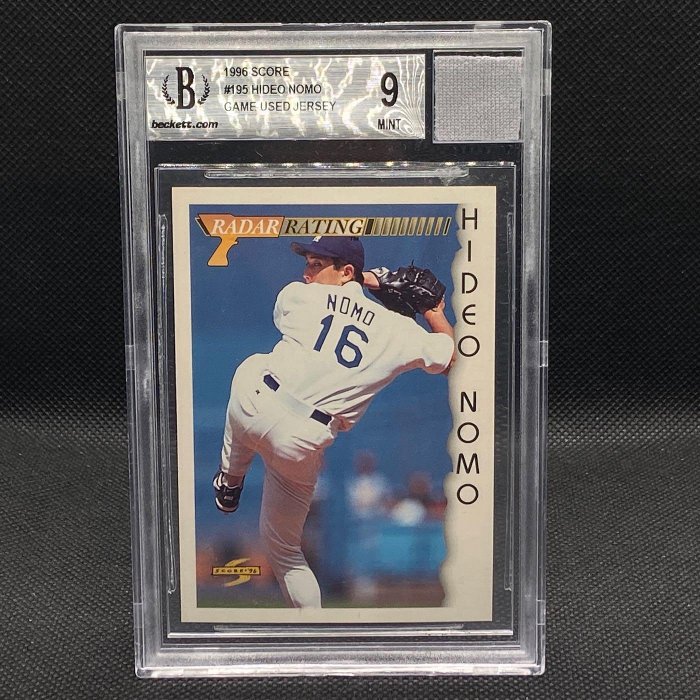 B
beckett.com
1996 SCORE
#195 HIDEO NOMO
GAME USED JERSEY
9
MINT
RADAR RATING
HIDEO NOMO
NOMO
16
SCORE '96